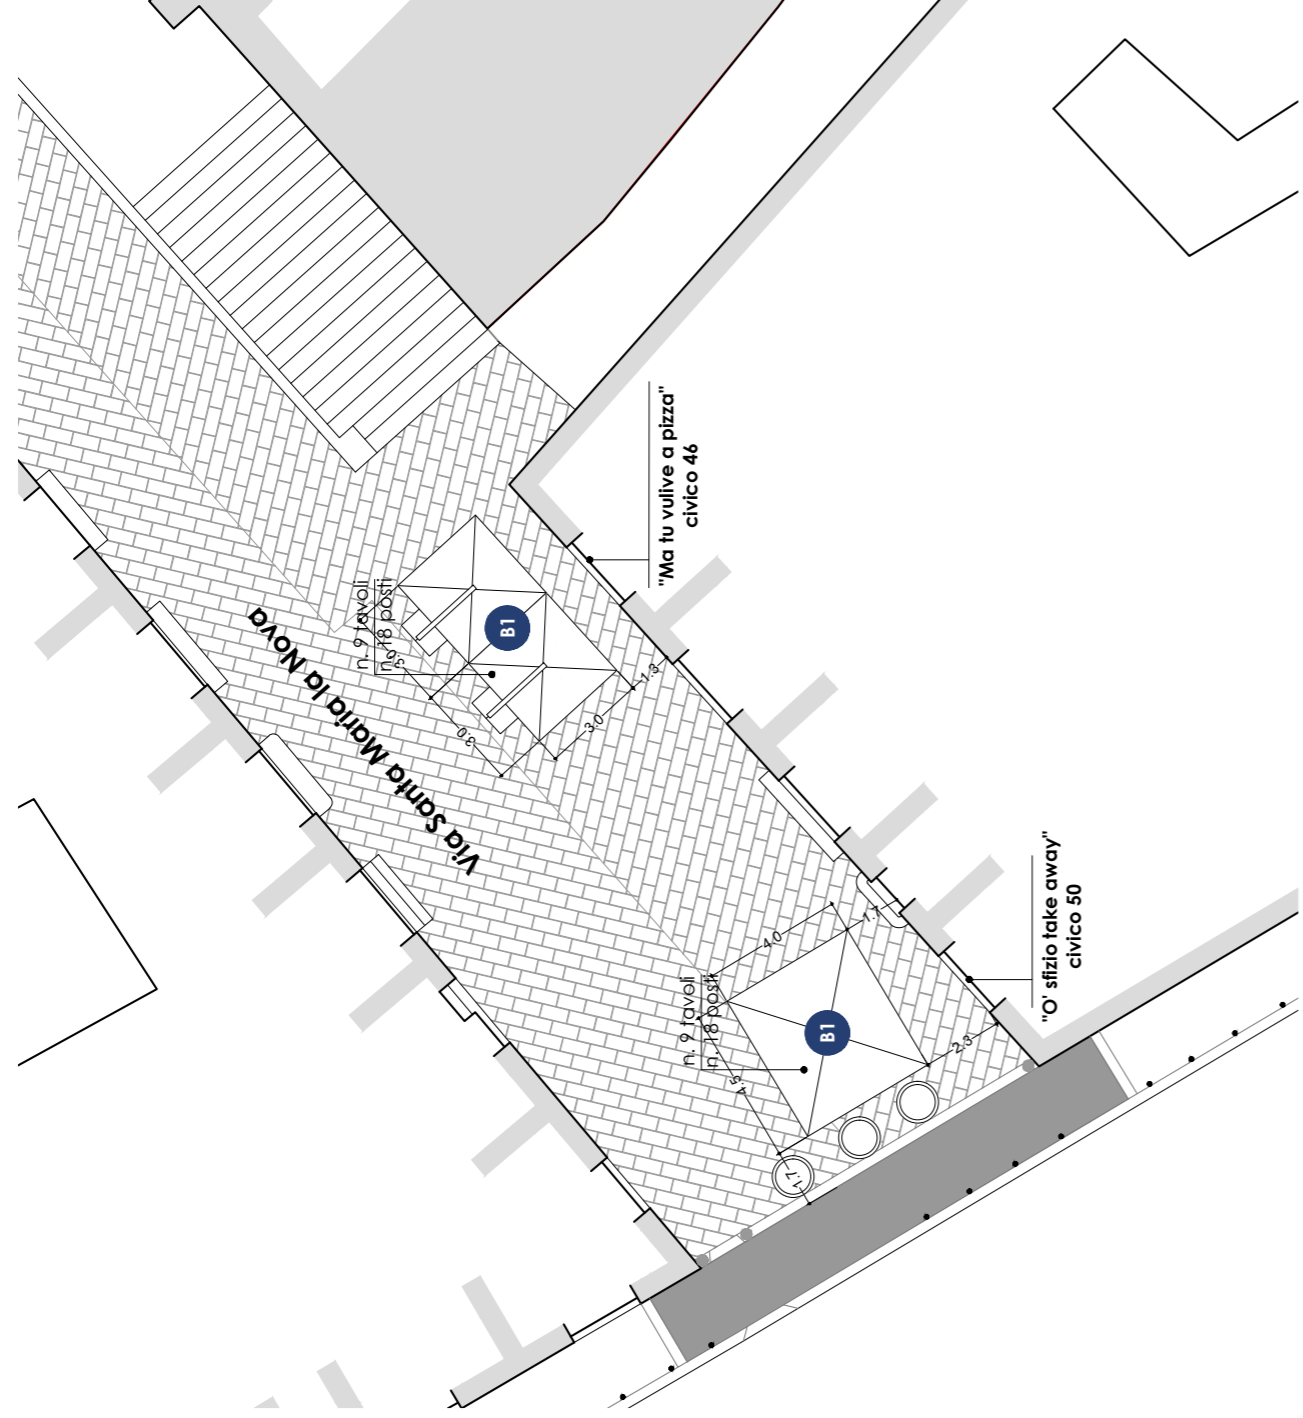 "Ma tu vulive a pizza"
civico 46
n. 9 tavoli
n. 18 posti
B1
3.0
3.0
3.0
1.3
Via Santa Maria la Nova
"O' sfizio take away"
civico 50
n. 9 tavoli
n. 18 posti
B1
4.0
1.7
4.5
2.3
1.7